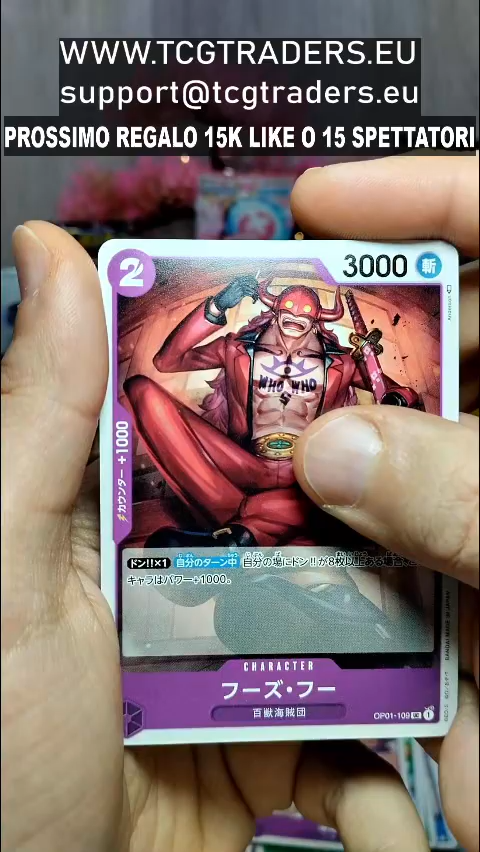 WWW.TCGTRADERS.EU
support@tcgtraders.eu
PROSSIMO REGALO 15K LIKE O 15 SPETTATORI
2
3000 斬
WHO WHO
カウンター +1000
ドン!!×1 自分のターン中 自分の場にドン!!が8枚以上ある場合、
キャラはパワー+1000。
CHARACTER
フーズ・フー
百獣海賊団
OP01-109 UC 1